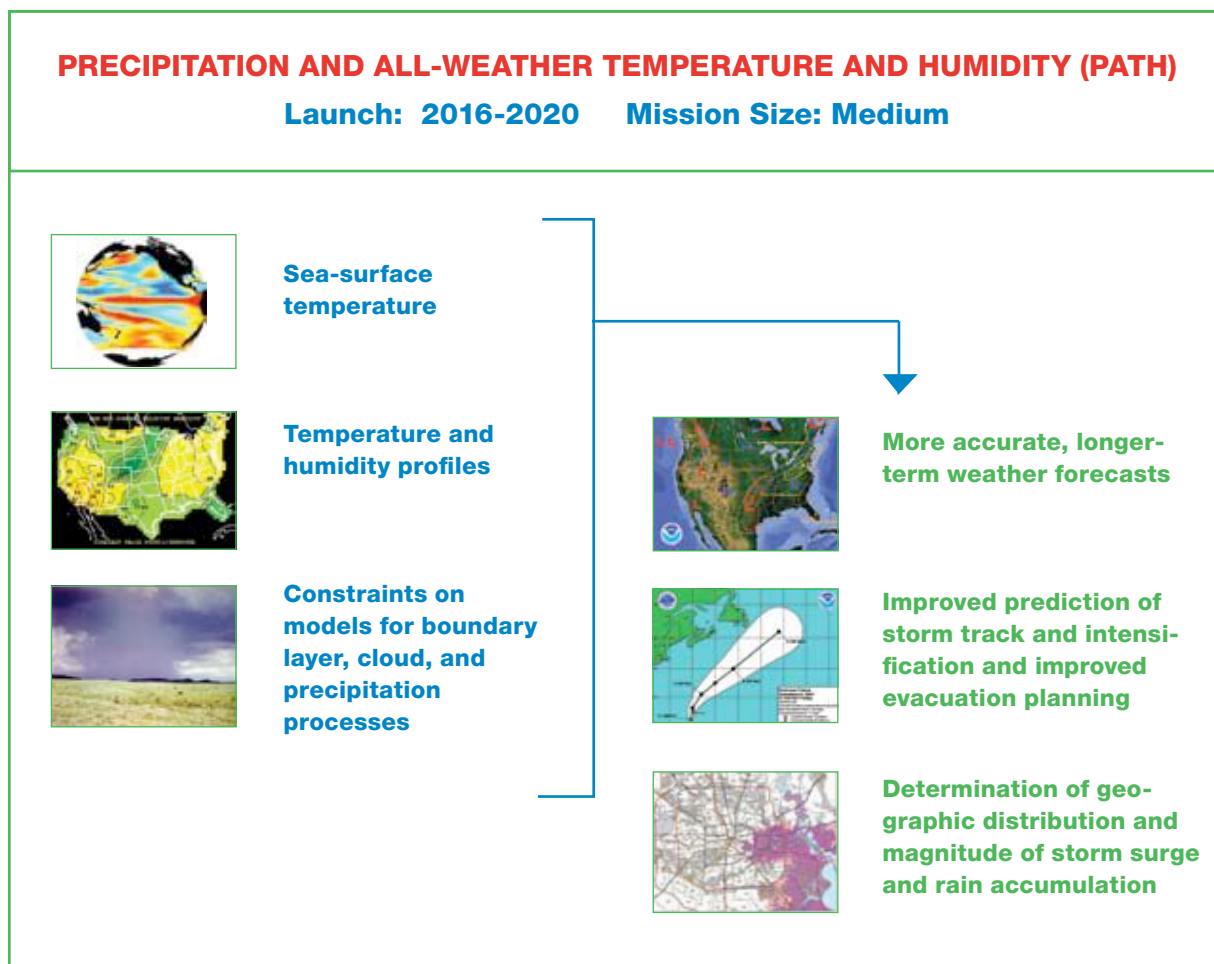 PRECIPITATION AND ALL-WEATHER TEMPERATURE AND HUMIDITY (PATH)
Launch: 2016-2020 Mission Size: Medium
Sea-surface
temperature
Temperature and
humidity profiles
Constraints on
models for boundary
layer, cloud, and
precipitation
processes
More accurate, longer-
term weather forecasts
Improved prediction of
storm track and intensi-
fication and improved
evacuation planning
Determination of geo-
graphic distribution and
magnitude of storm surge
and rain accumulation